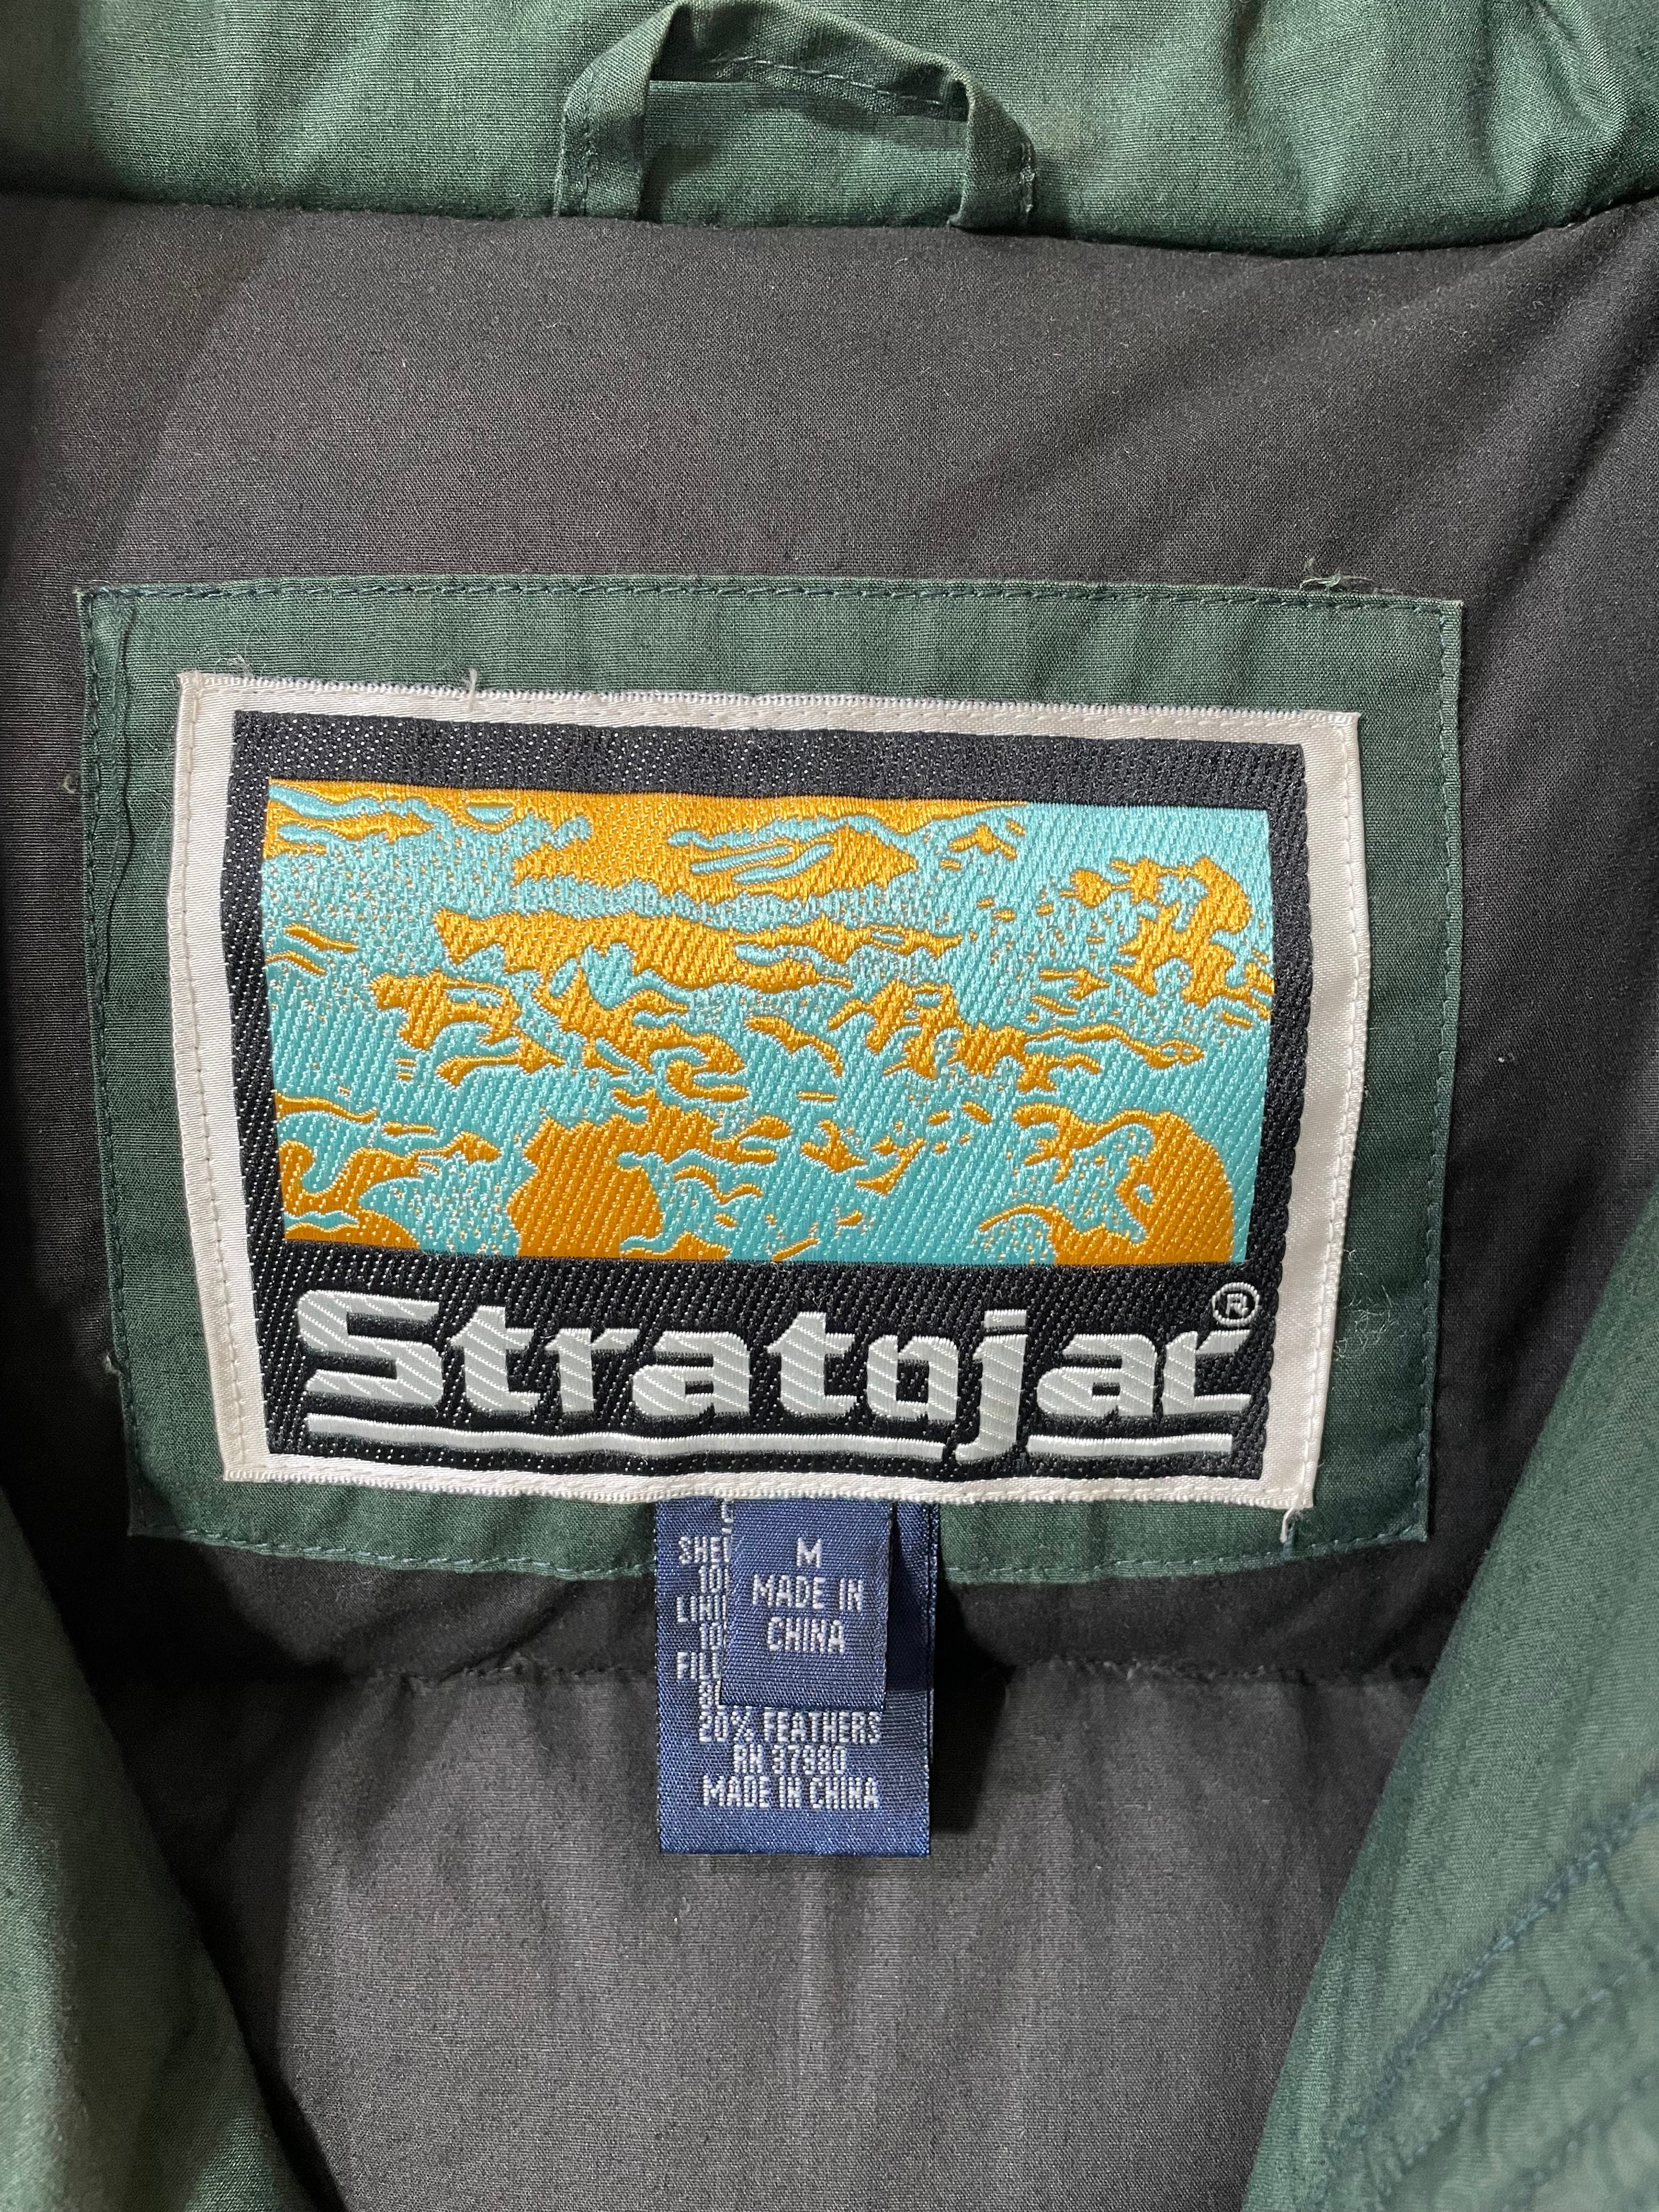 Stratojac®
M
MADE IN
CHINA
20% FEATHERS
RN 37980
MADE IN CHINA